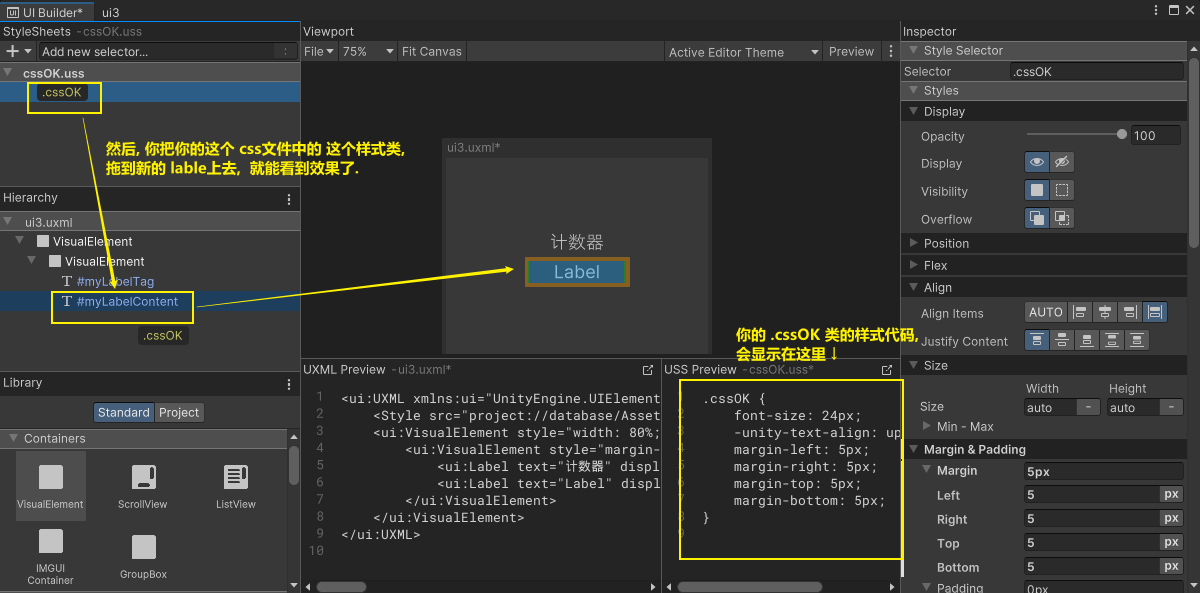 UI Builder*
ui3
StyleSheets - cssOK.uss
Add new selector...
cssOK.uss
.cssOK
然后, 你把你的这个 css文件中的 这个样式类,
拖到新的 lable上去, 就能看到效果了.
Hierarchy
ui3.uxml
VisualElement
VisualElement
#myLabelTag
#myLabelContent
.cssOK
Library
Standard
Project
Containers
VisualElement
ScrollView
ListView
IMGUI
Container
GroupBox
Viewport
File
75%
Fit Canvas
Active Editor Theme
Preview
ui3.uxml*
计数器
Label
你的 .cssOK 类的样式代码,
会显示在这里↓
UXML Preview - ui3.uxml*
1 <ui:UXML xmlns:ui="UnityEngine.UIElement
2 <Style src="project://database/Asset
3 <ui:VisualElement style="width: 80%;
4 <ui:VisualElement style="margin-
5 <ui:Label text="计数器" displ
6 <ui:Label text="Label" displ
7 </ui:VisualElement>
8 </ui:VisualElement>
9 </ui:UXML>
10
USS Preview - cssOK.uss*
.cssOK {
2 font-size: 24px;
3 -unity-text-align: up
4 margin-left: 5px;
5 margin-right: 5px;
6 margin-top: 5px;
7 margin-bottom: 5px;
8 }
9
Inspector
Style Selector
Selector
.cssOK
Styles
Display
Opacity
100
Display
Visibility
Overflow
Position
Flex
Align
Align Items
AUTO
Justify Content
Size
Width
Height
Size
auto
-
auto
-
Min - Max
Margin & Padding
Margin
5px
Left
5
px
Right
5
px
Top
5
px
Bottom
5
px
Padding
0px